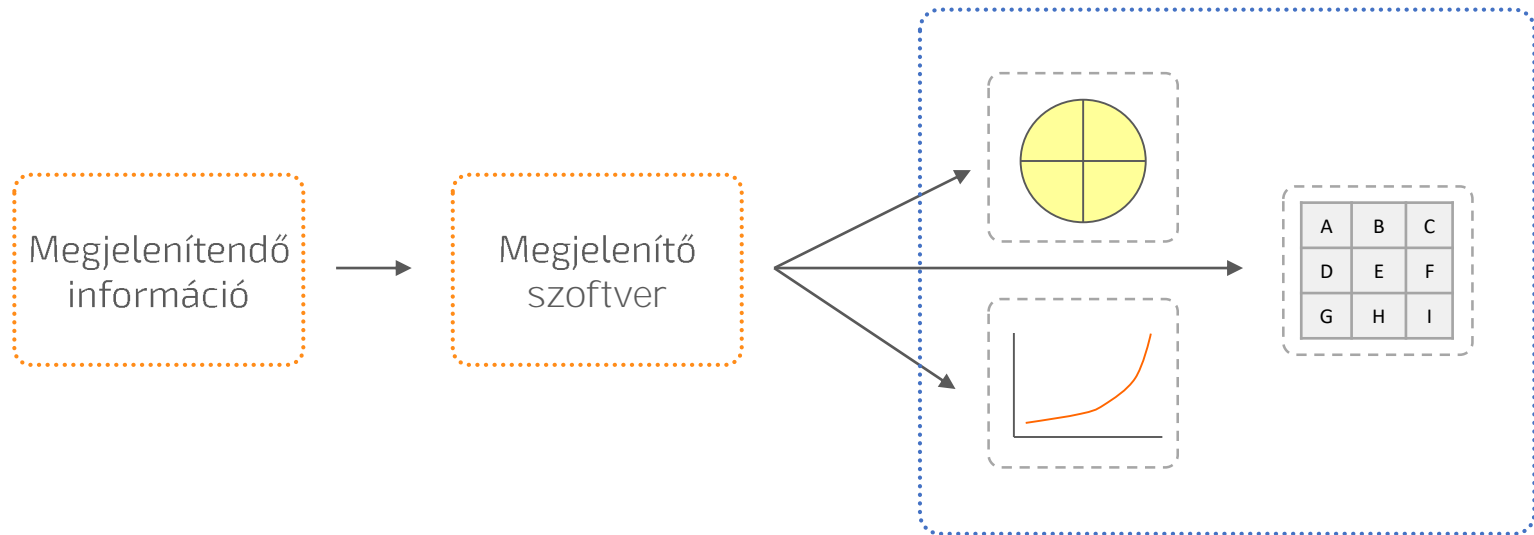 Megjelenítendő
információ
Megjelenítő
szoftver
A B C
D E F
G H I